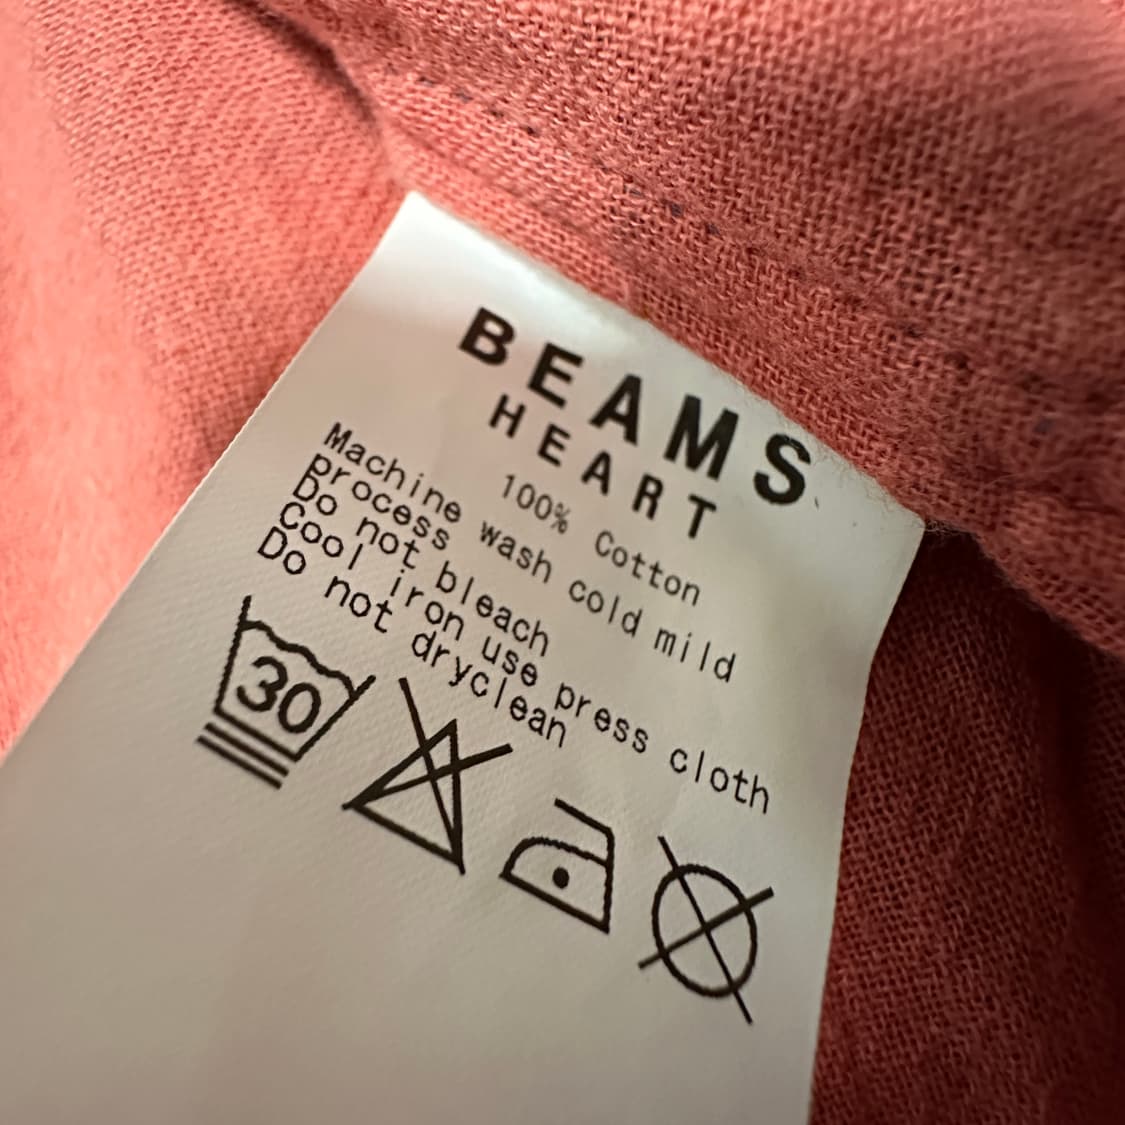 BEAMS
HEART
100% Cotton
Machine wash cold mild
process
Do not bleach
Cool iron use press cloth
Do not dryclean
30